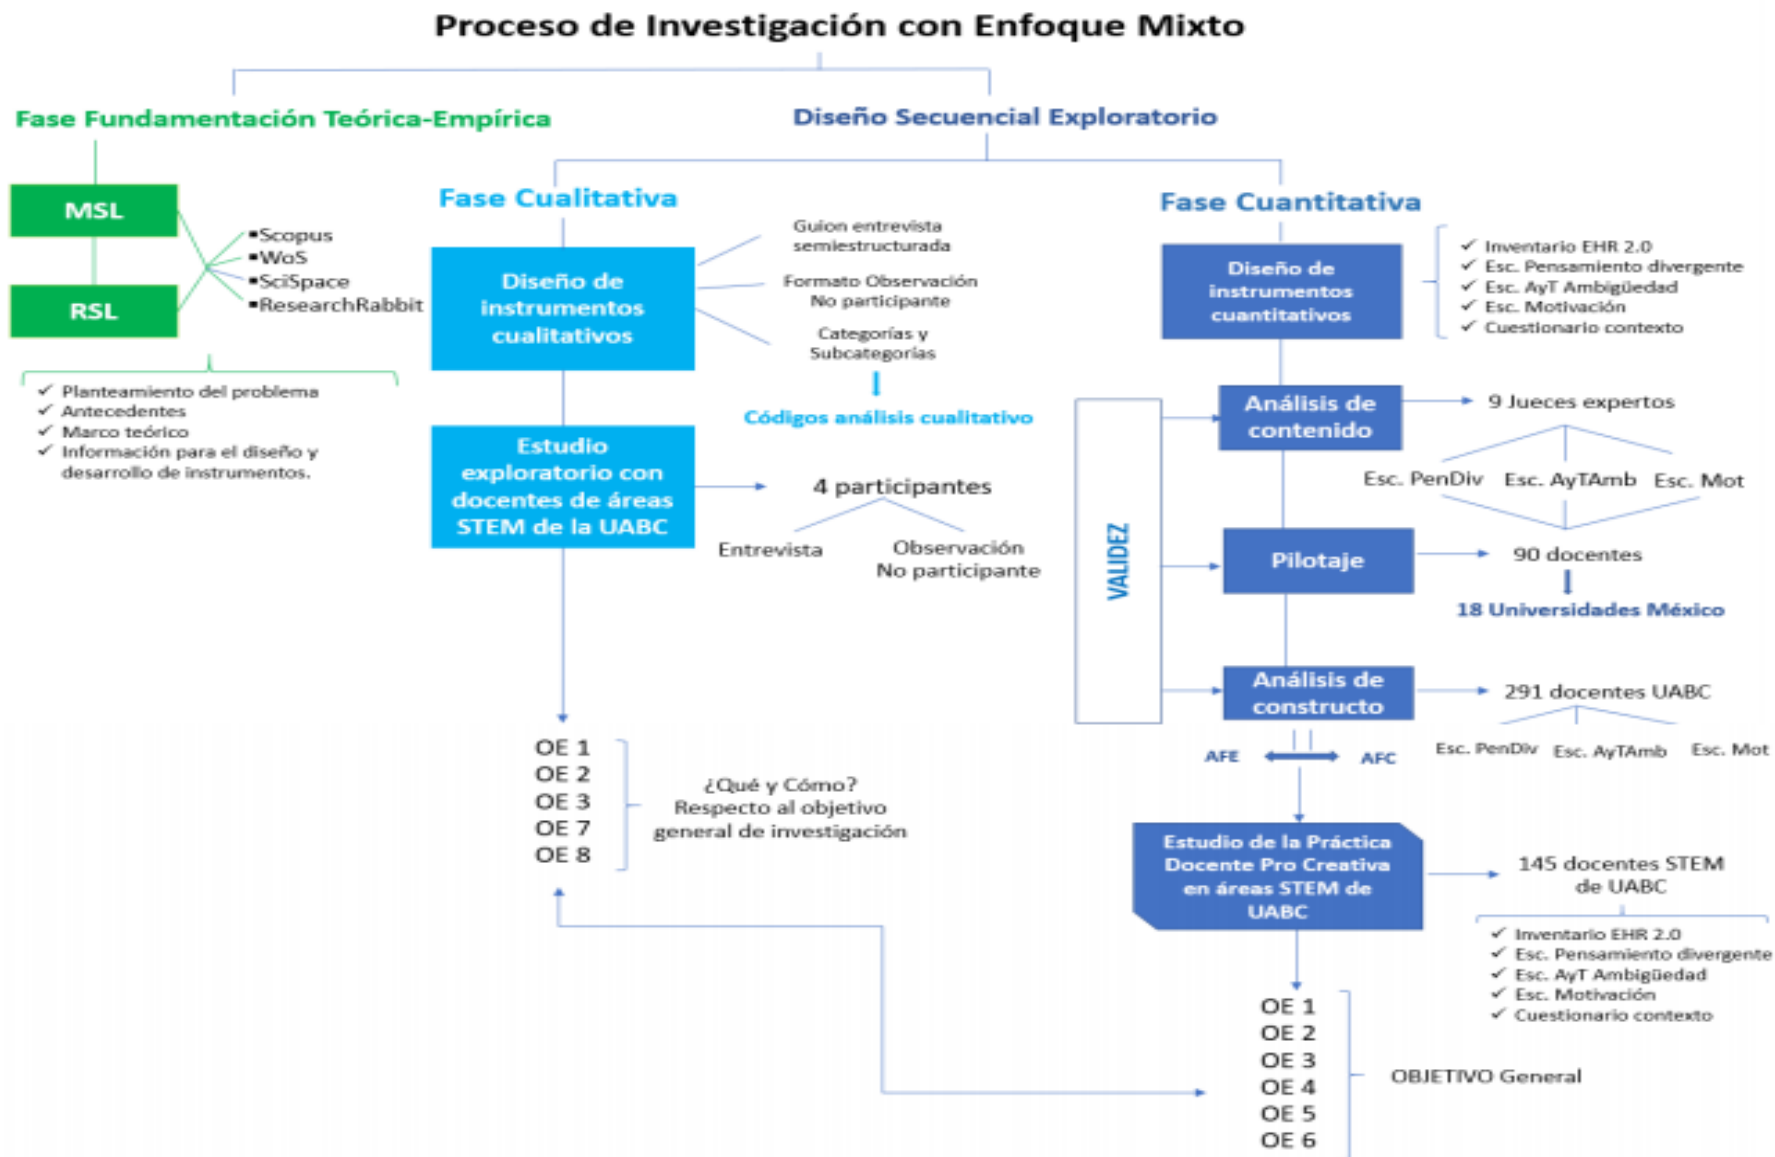 Proceso de Investigación con Enfoque Mixto
Fase Fundamentación Teórica-Empírica
MSL
RSL
▪Scopus
▪WoS
▪SciSpace
▪ResearchRabbit
✓ Planteamiento del problema
✓ Antecedentes
✓ Marco teórico
✓ Información para el diseño y
desarrollo de instrumentos.
Diseño Secuencial Exploratorio
Fase Cualitativa
Diseño de
instrumentos
cualitativos
Guion entrevista
semiestructurada
Formato Observación
No participante
Categorías y
Subcategorías
Códigos análisis cualitativo
Estudio
exploratorio con
docentes de áreas
STEM de la UABC
4 participantes
Entrevista
Observación
No participante
OE 1
OE 2
OE 3
OE 7
OE 8
¿Qué y Cómo?
Respecto al objetivo
general de investigación
Fase Cuantitativa
Diseño de
instrumentos
cuantitativos
✓ Inventario EHR 2.0
✓ Esc. Pensamiento divergente
✓ Esc. AyT Ambigüedad
✓ Esc. Motivación
✓ Cuestionario contexto
VALIDEZ
Análisis de
contenido
9 Jueces expertos
Esc. PenDiv
Esc. AyTAmb
Esc. Mot
Pilotaje
90 docentes
18 Universidades México
Análisis de
constructo
291 docentes UABC
Esc. PenDiv
Esc. AyTAmb
Esc. Mot
AFE
AFC
Estudio de la Práctica
Docente Pro Creativa
en áreas STEM de
UABC
145 docentes STEM
de UABC
✓ Inventario EHR 2.0
✓ Esc. Pensamiento divergente
✓ Esc. AyT Ambigüedad
✓ Esc. Motivación
✓ Cuestionario contexto
OE 1
OE 2
OE 3
OE 4
OE 5
OE 6
OBJETIVO General